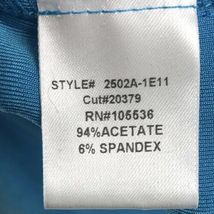 STYLE# 2502A-1E11
Cut#20379
RN#105536
94%ACETATE
6% SPANDEX